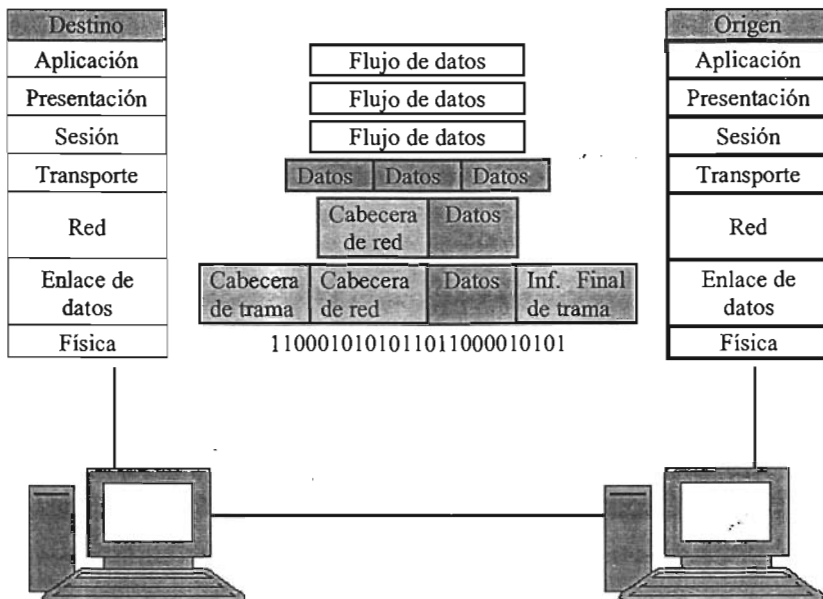 Destino
Origen
Aplicación
Flujo de datos
Aplicación
Presentación
Flujo de datos
Presentación
Sesión
Flujo de datos
Sesión
Transporte
Datos Datos Datos
Transporte
Red
Cabecera
de red
Datos
Red
Enlace de
datos
Cabecera
de trama
Cabecera
de red
Datos
Inf. Final
de trama
Enlace de
datos
Física
1100010101011011000010101
Física